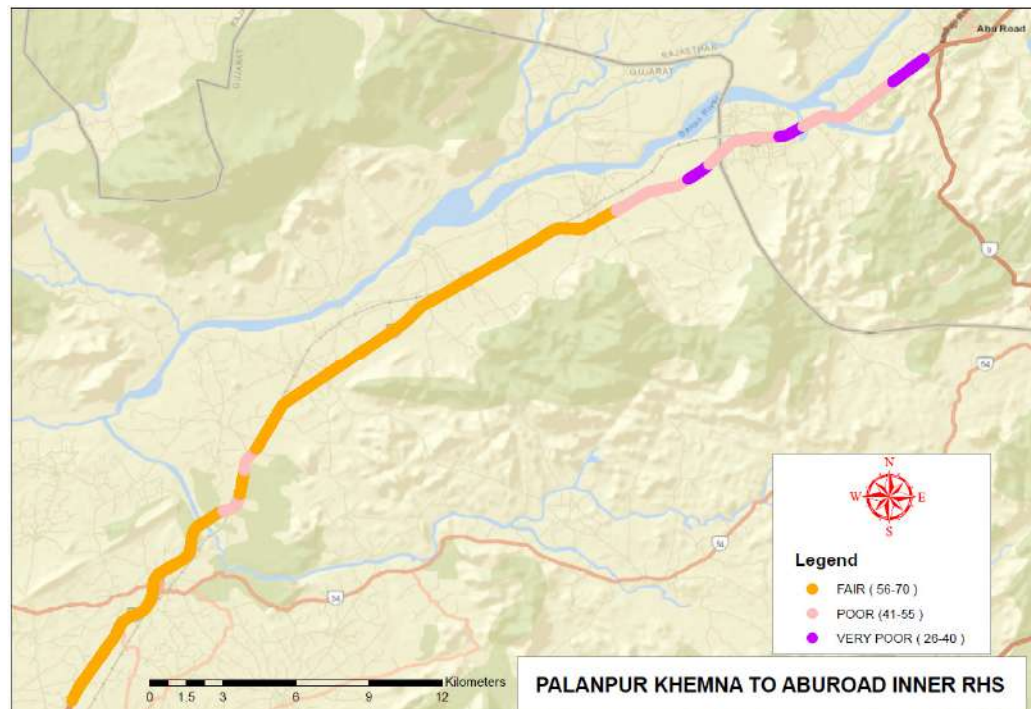 Abu Road
RAJASTHAN
GUJARAT
GUJARAT
Banas River
9
54
54
54
N
W E
S
Legend
FAIR ( 56-70 )
POOR (41-55 )
VERY POOR ( 26-40 )
Kilometers
0 1.5 3 6 9 12
PALANPUR KHEMNA TO ABUROAD INNER RHS